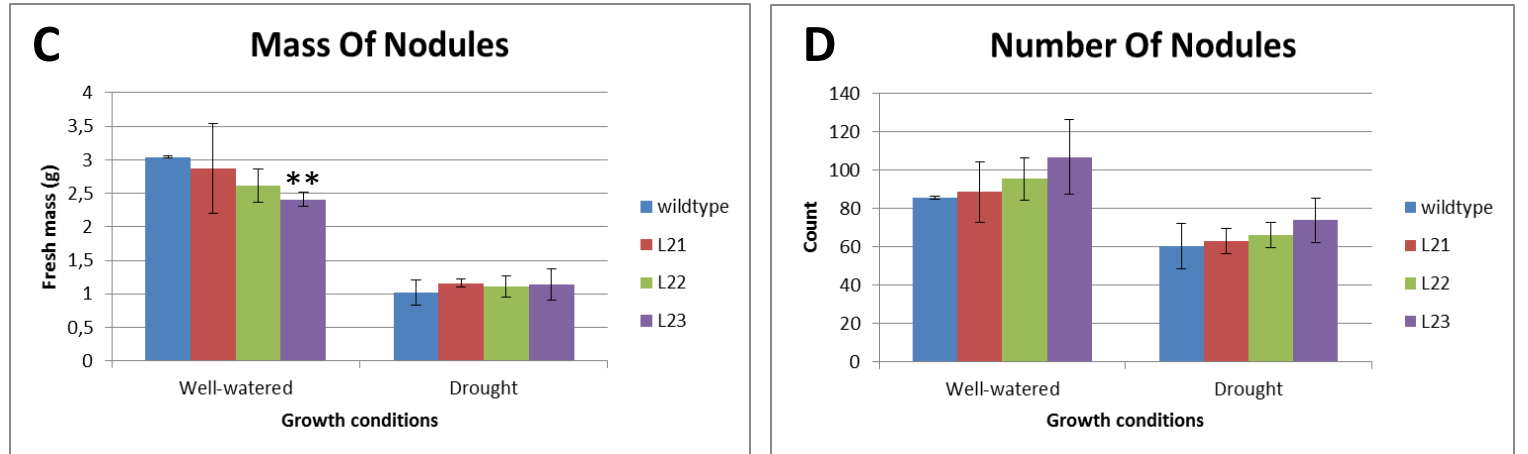 C
Mass Of Nodules
4
3,5
3
2,5
2
1,5
1
0,5
0
Fresh mass (g)
**
Well-watered
Drought
Growth conditions
wildtype
L21
L22
L23
D
Number Of Nodules
140
120
100
80
60
40
20
0
Count
Well-watered
Drought
Growth conditions
wildtype
L21
L22
L23